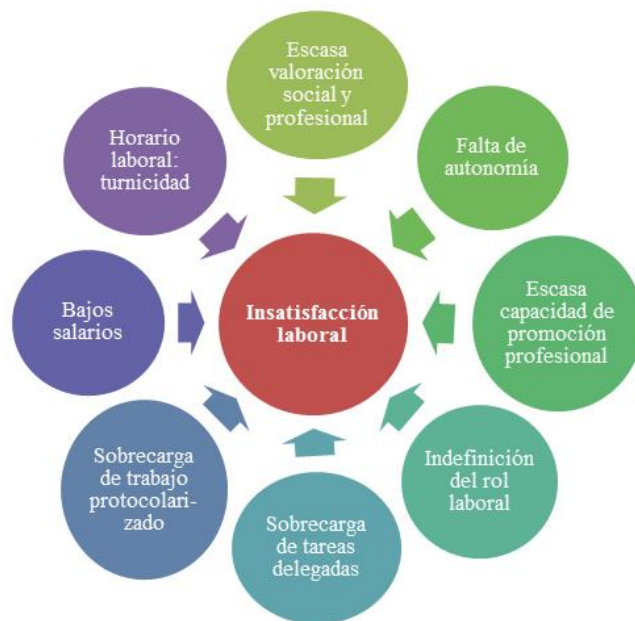 Escasa
valoración
social y
profesional
Falta de
autonomía
Escasa
capacidad de
promoción
profesional
Indefinición
del rol
laboral
Sobrecarga
de tareas
delegadas
Sobrecarga
de trabajo
protocolari-
zado
Bajos
salarios
Horario
laboral:
turnicidad
Insatisfacción
laboral